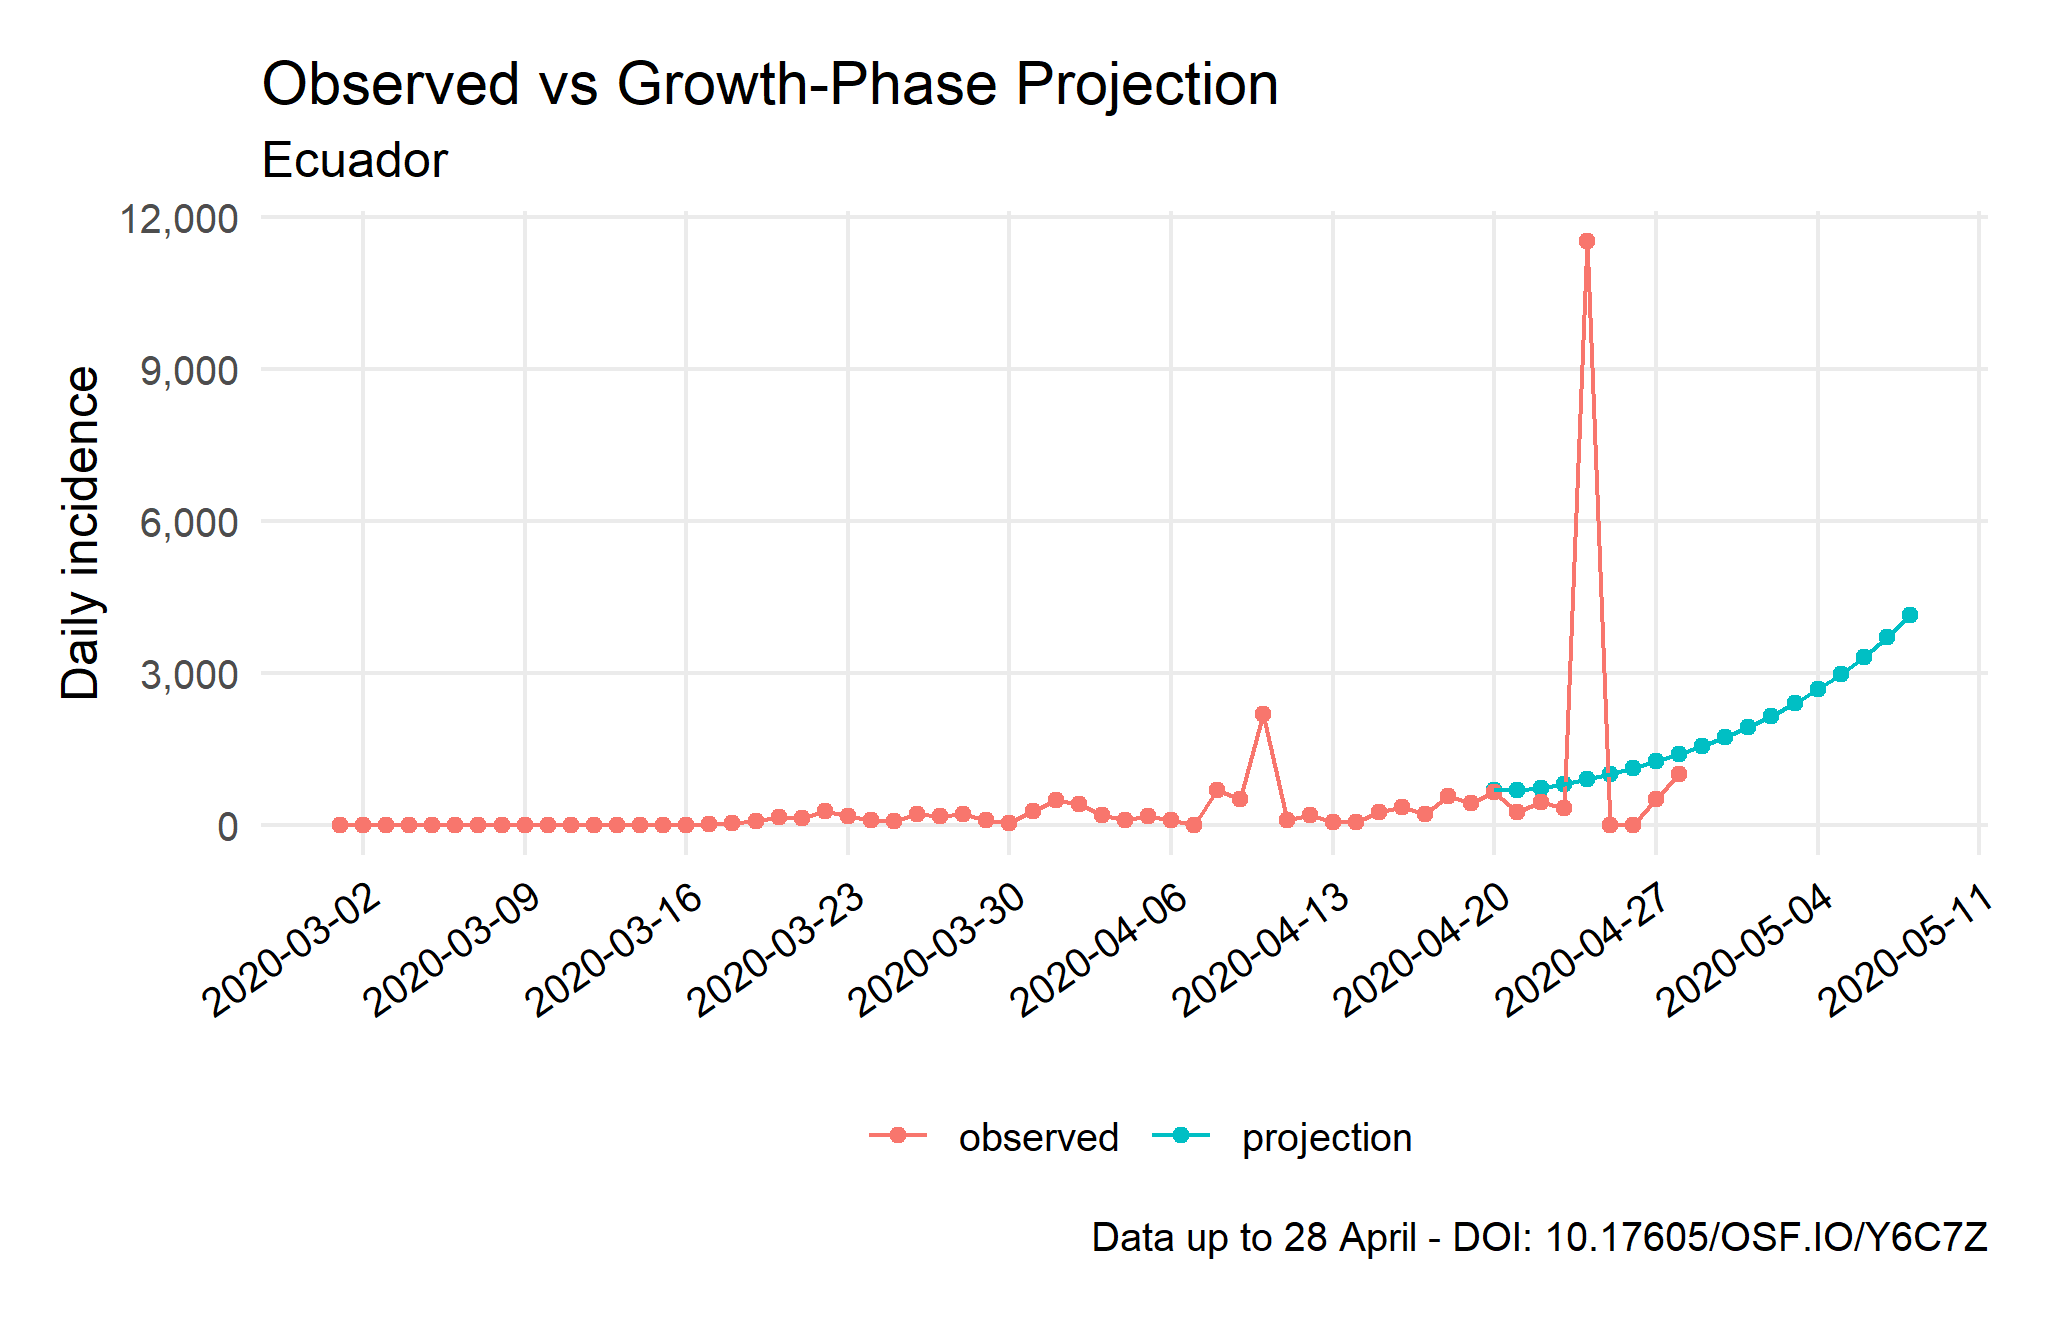 Observed vs Growth-Phase Projection
Ecuador
Daily incidence
12,000
9,000
6,000
3,000
0
2020-03-02
2020-03-09
2020-03-16
2020-03-23
2020-03-30
2020-04-06
2020-04-13
2020-04-20
2020-04-27
2020-05-04
2020-05-11
observed
projection
Data up to 28 April - DOI: 10.17605/OSF.IO/Y6C7Z